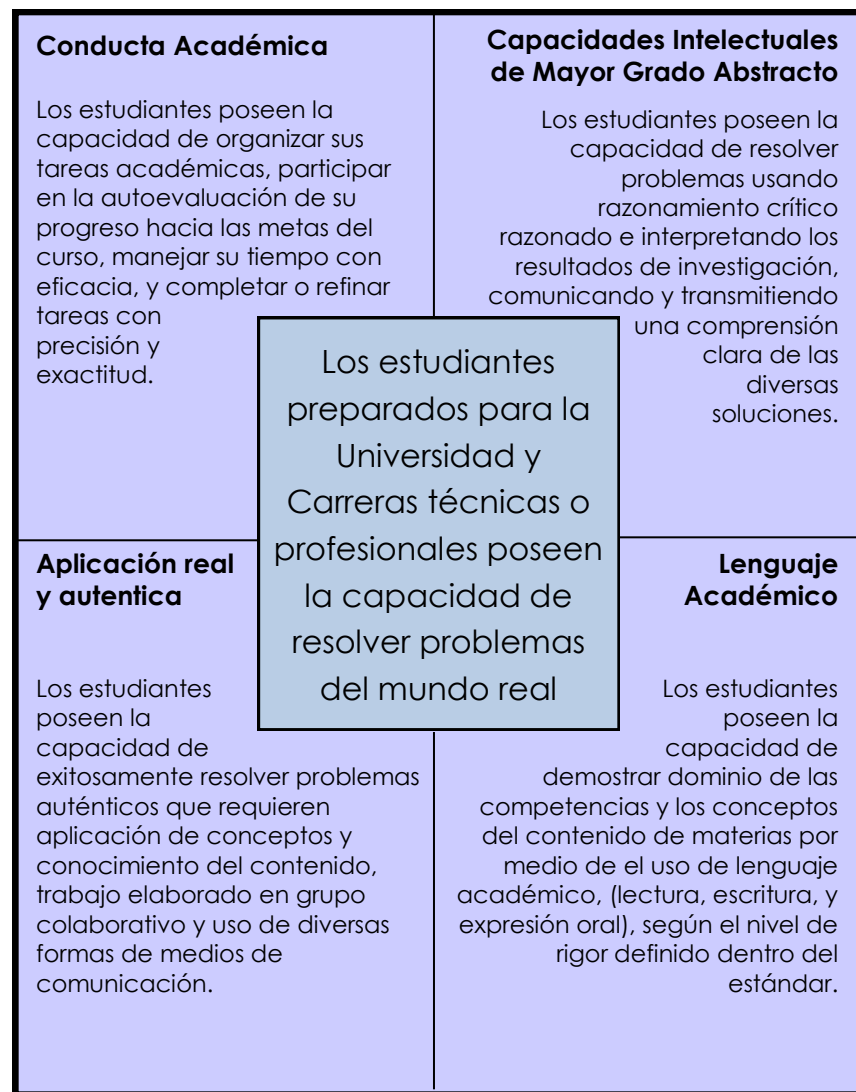 Conducta Académica
Los estudiantes poseen la
capacidad de organizar sus
tareas académicas, participar
en la autoevaluación de su
progreso hacia las metas del
curso, manejar su tiempo con
eficacia, y completar o refinar
tareas con
precisión y
exactitud.
Capacidades Intelectuales
de Mayor Grado Abstracto
Los estudiantes poseen la
capacidad de resolver
problemas usando
razonamiento crítico
razonado e interpretando los
resultados de investigación,
comunicando y transmitiendo
una comprensión
clara de las
diversas
soluciones.
Los estudiantes
preparados para la
Universidad y
Carreras técnicas o
profesionales poseen
la capacidad de
resolver problemas
del mundo real
Aplicación real
y autentica
Los estudiantes
poseen la
capacidad de
exitosamente resolver problemas
auténticos que requieren
aplicación de conceptos y
conocimiento del contenido,
trabajo elaborado en grupo
colaborativo y uso de diversas
formas de medios de
comunicación.
Lenguaje
Académico
Los estudiantes
poseen la
capacidad de
demostrar dominio de las
competencias y los conceptos
del contenido de materias por
medio de el uso de lenguaje
académico, (lectura, escritura, y
expresión oral), según el nivel de
rigor definido dentro del
estándar.